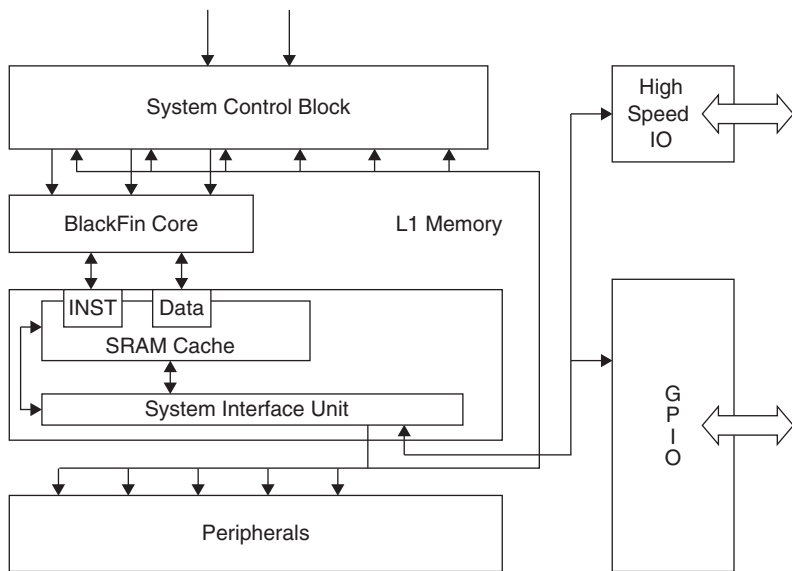 System Control Block
High
Speed
IO
BlackFin Core
L1 Memory
INST
Data
SRAM Cache
System Interface Unit
G
P
I
O
Peripherals